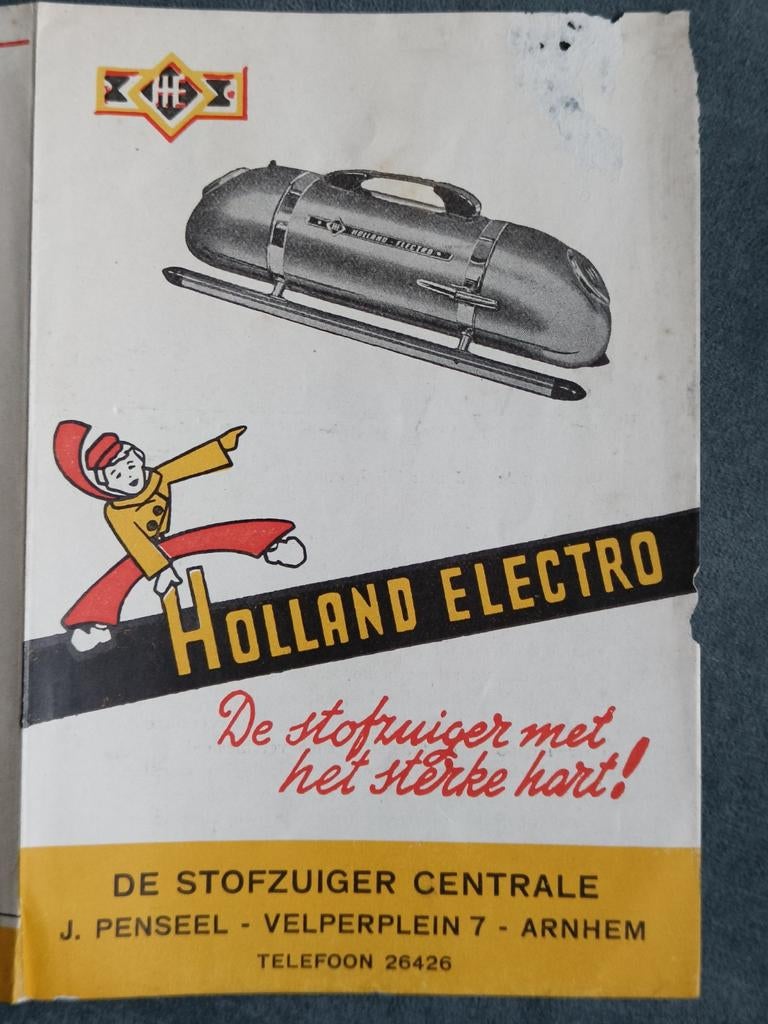 HE
HOLLAND - ELECTRO
HOLLAND ELECTRO
De stofzuiger met
het sterke hart!
DE STOFZUIGER CENTRALE
J. PENSEEL - VELPERPLEIN 7 - ARNHEM
TELEFOON 26426